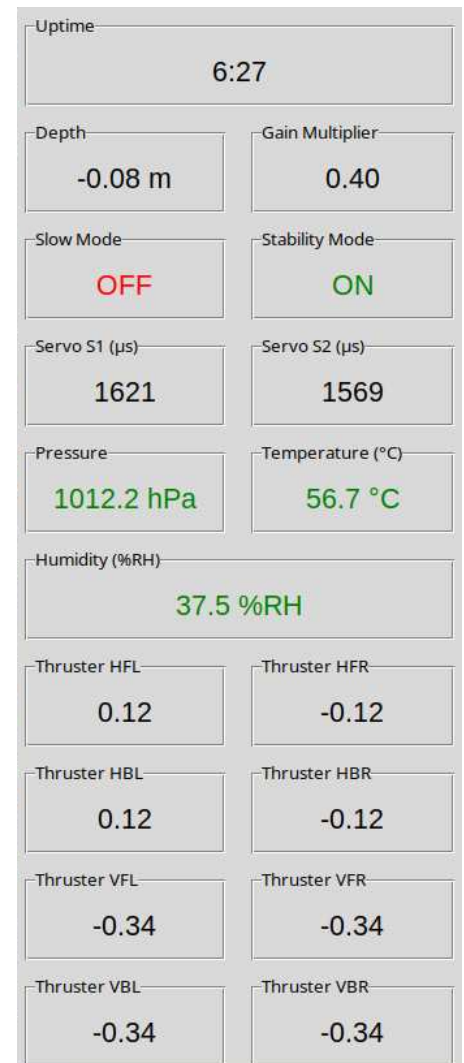 Uptime
6:27
Depth
Gain Multiplier
-0.08 m
0.40
Slow Mode
Stability Mode
OFF
ON
Servo S1 (µs)
Servo S2 (µs)
1621
1569
Pressure
Temperature (°C)
1012.2 hPa
56.7 °C
Humidity (%RH)
37.5 %RH
Thruster HFL
Thruster HFR
0.12
-0.12
Thruster HBL
Thruster HBR
0.12
-0.12
Thruster VFL
Thruster VFR
-0.34
-0.34
Thruster VBL
Thruster VBR
-0.34
-0.34